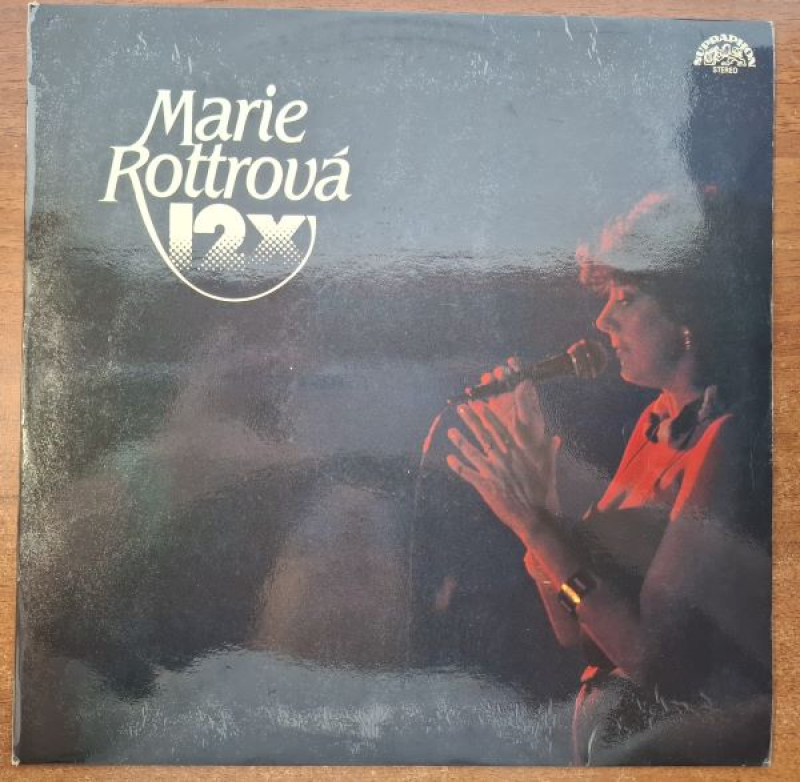 Marie
Rottrová
12x
SUPRAPHON
STEREO